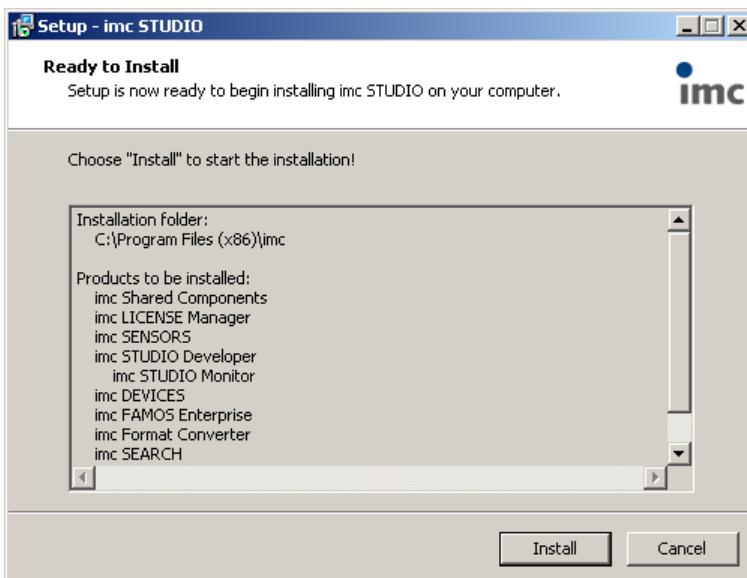 Setup - imc STUDIO
Ready to Install
Setup is now ready to begin installing imc STUDIO on your computer.
imc
Choose "Install" to start the installation!
Installation folder:
C:\Program Files (x86)\imc
Products to be installed:
imc Shared Components
imc LICENSE Manager
imc SENSORS
imc STUDIO Developer
imc STUDIO Monitor
imc DEVICES
imc FAMOS Enterprise
imc Format Converter
imc SEARCH
Install Cancel